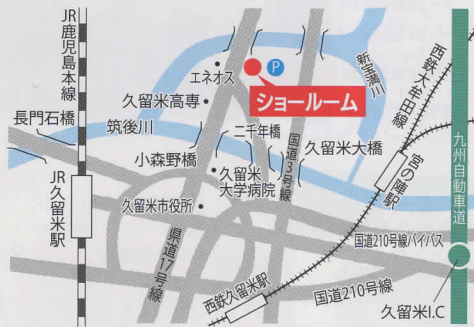 JR鹿児島本線
エネオス
P
新宝満川
西鉄大牟田線
ショールーム
久留米高専
長門石橋
筑後川
二千年橋
国道3号線
久留米大橋
小森野橋
宮の陣駅
九州自動車道
JR久留米駅
久留米
大学病院
久留米市役所
県道17号線
国道210号線バイパス
西鉄久留米駅
国道210号線
久留米I.C